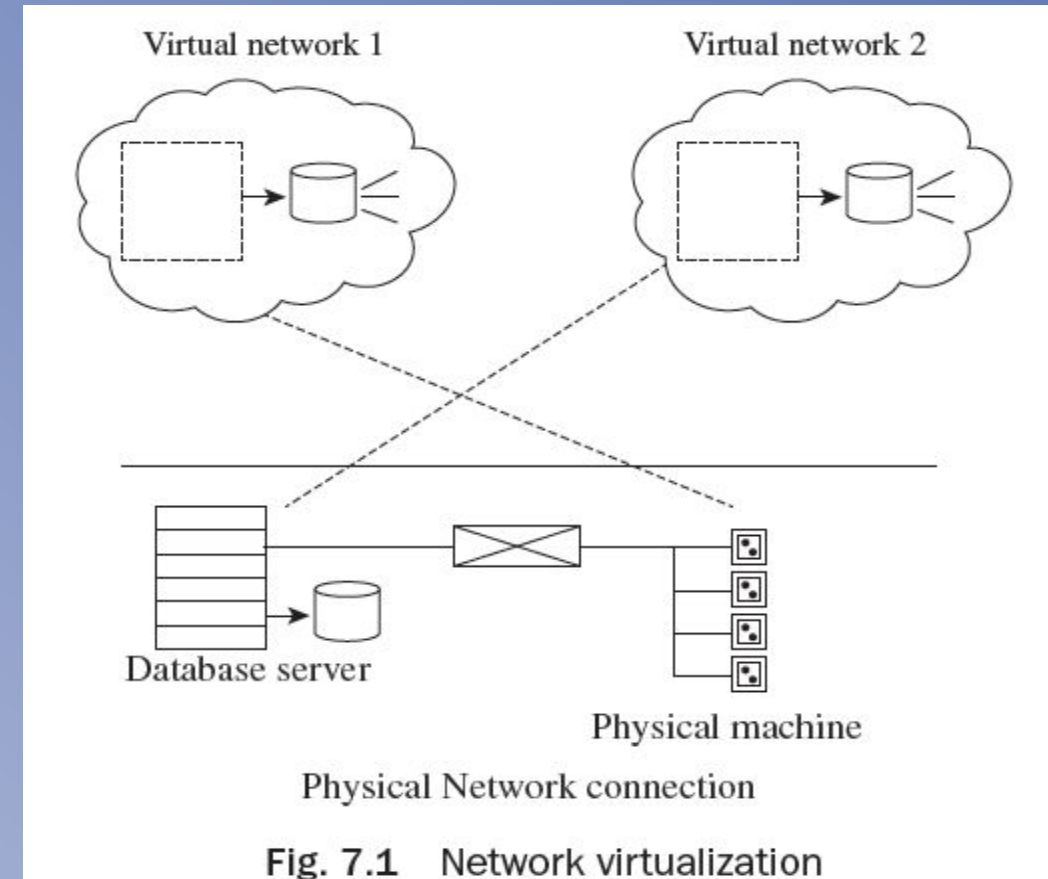 Virtual network 1
Virtual network 2
Database server
Physical machine
Physical Network connection
Fig. 7.1 Network virtualization